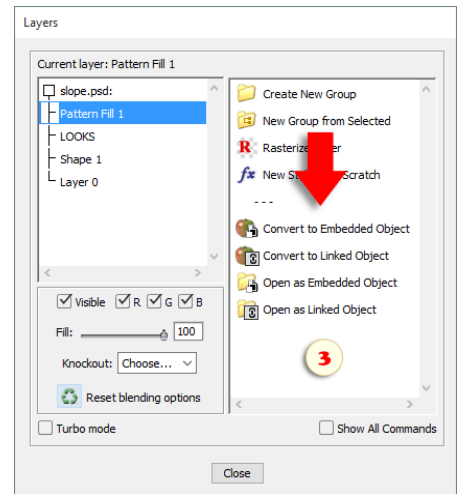 Layers
Current layer: Pattern Fill 1
slope.psd:
Pattern Fill 1
LOOKS
Shape 1
Layer 0
Create New Group
New Group from Selected
R Rasterize
fx New Scratch
---
Convert to Embedded Object
Convert to Linked Object
Open as Embedded Object
Open as Linked Object
3
Visible R G B
Fill: 100
Knockout: Choose...
Reset blending options
Turbo mode
Show All Commands
Close